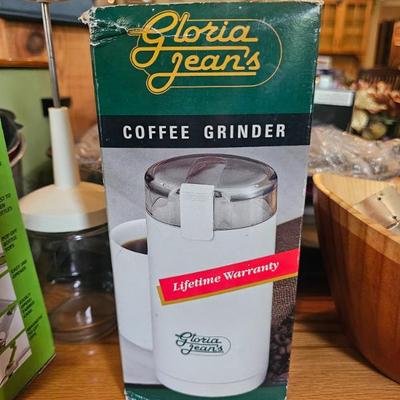 Gloria
Jean's
COFFEE GRINDER
Lifetime Warranty
Gloria
Jean's